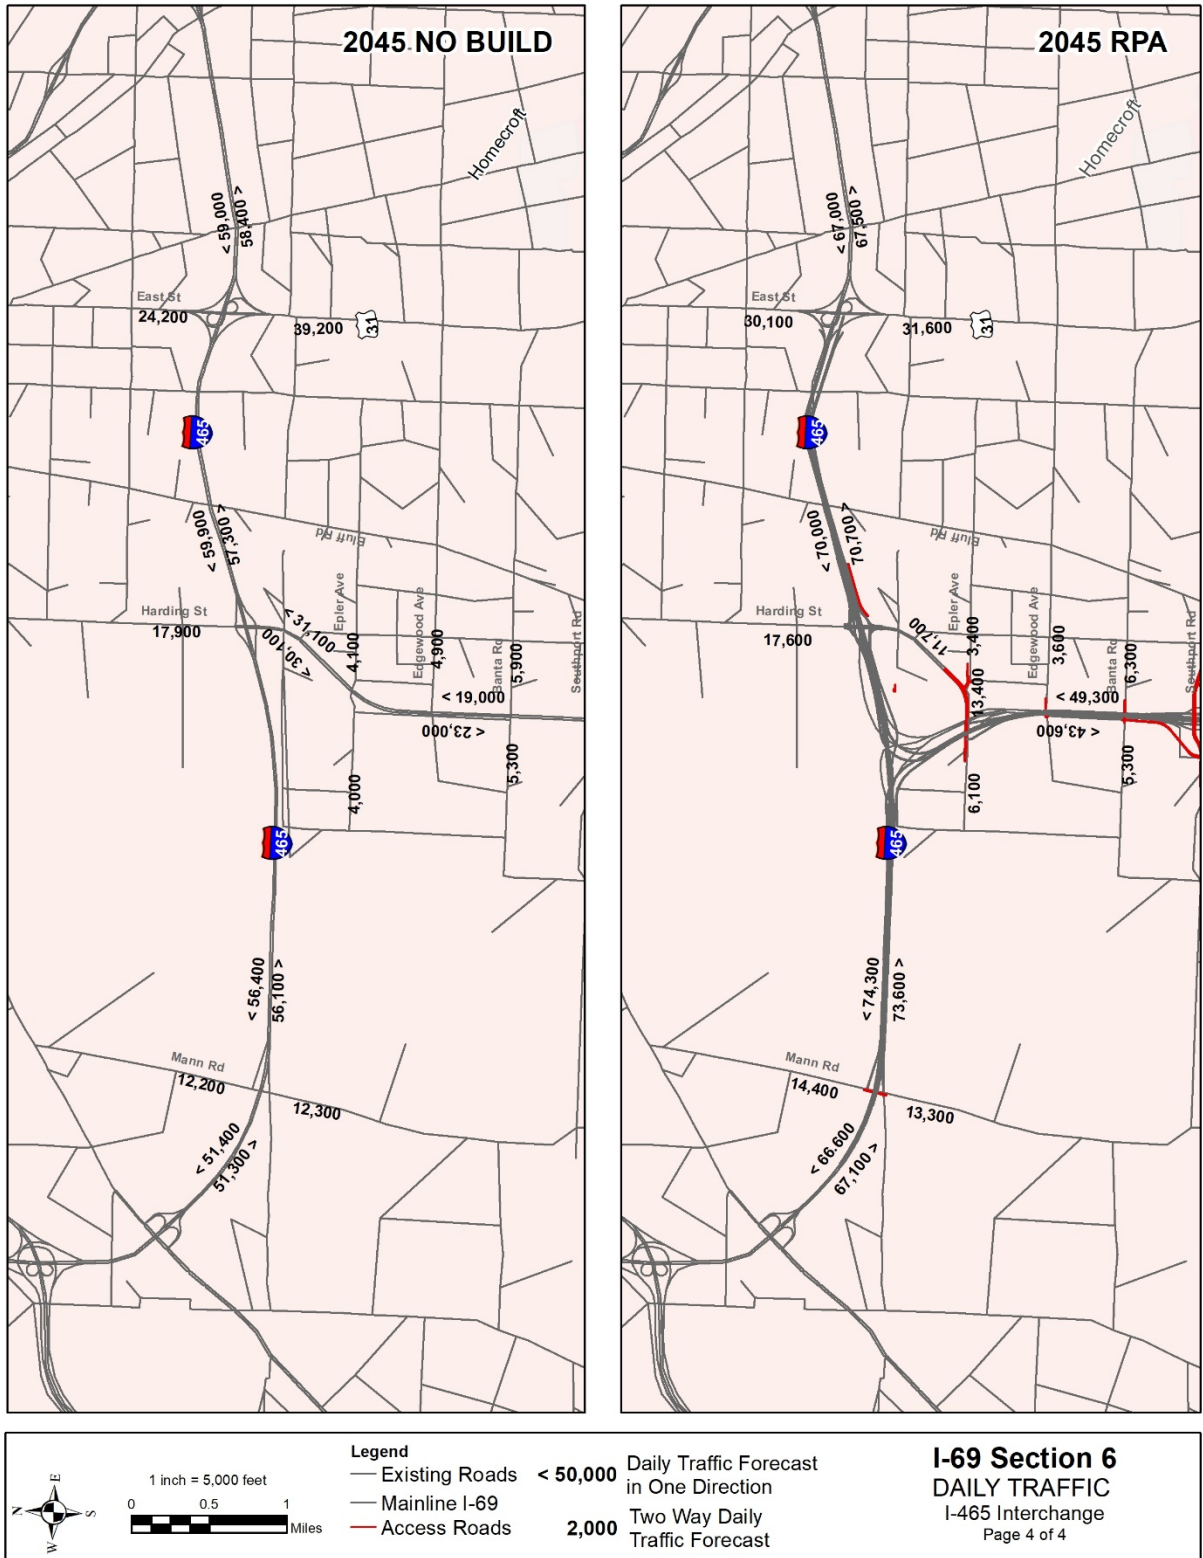 2045 NO BUILD
Homecroft
< 59,000
58,400 >
East St
24,200
39,200
31
465
< 59,900
57,300 >
Bluff Rd
Harding St
17,900
< 31,100
< 30,100
Epler Ave
4,100
Edgewood Ave
4,900
Banta Rd
5,900
Southport Rd
< 19,000
< 23,000
4,000
5,300
465
< 56,400
56,100 >
Mann Rd
12,200
12,300
< 51,400
51,300 >
2045 RPA
Homecroft
< 67,000
67,500 >
East St
30,100
31,600
31
465
< 70,000
70,700 >
Bluff Rd
Harding St
17,600
11,700
Epler Ave
3,400
13,400
Edgewood Ave
3,600
Banta Rd
6,300
Southport Rd
< 49,300
< 43,600
6,100
5,300
465
< 74,300
73,600 >
Mann Rd
14,400
13,300
< 66.600
67,100 >
N
E
S
W
1 inch = 5,000 feet
0 0.5 1
Miles
Legend
Existing Roads
Mainline I-69
Access Roads
< 50,000 Daily Traffic Forecast
in One Direction
2,000 Two Way Daily
Traffic Forecast
I-69 Section 6
DAILY TRAFFIC
I-465 Interchange
Page 4 of 4